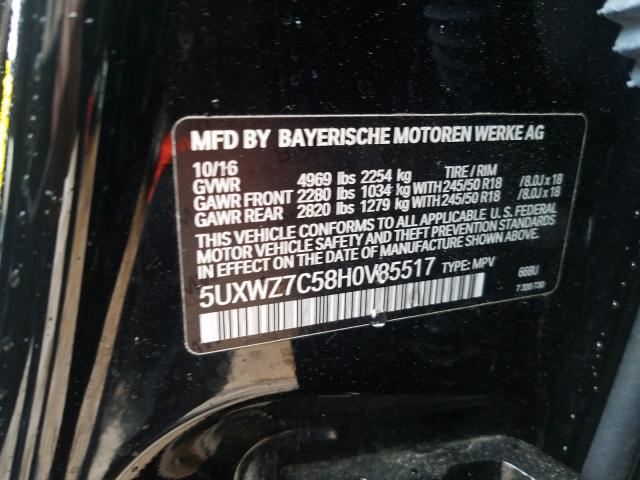 MFD BY BAYERISCHE MOTOREN WERKE AG
10/16 TIRE / RIM
GVWR 4969 lbs 2254 kg
GAWR FRONT 2280 lbs 1034 kg WITH 245/50 R18 /8.0J x 18
GAWR REAR 2820 lbs 1279 kg WITH 245/50 R18 /8.0J x 18
THIS VEHICLE CONFORMS TO ALL APPLICABLE U. S. FEDERAL
MOTOR VEHICLE SAFETY AND THEFT PREVENTION STANDARDS
IN EFFECT ON THE DATE OF MANUFACTURE SHOWN ABOVE.
5UXWZ7C58H0V85517 TYPE: MPV 668U
7 320 730